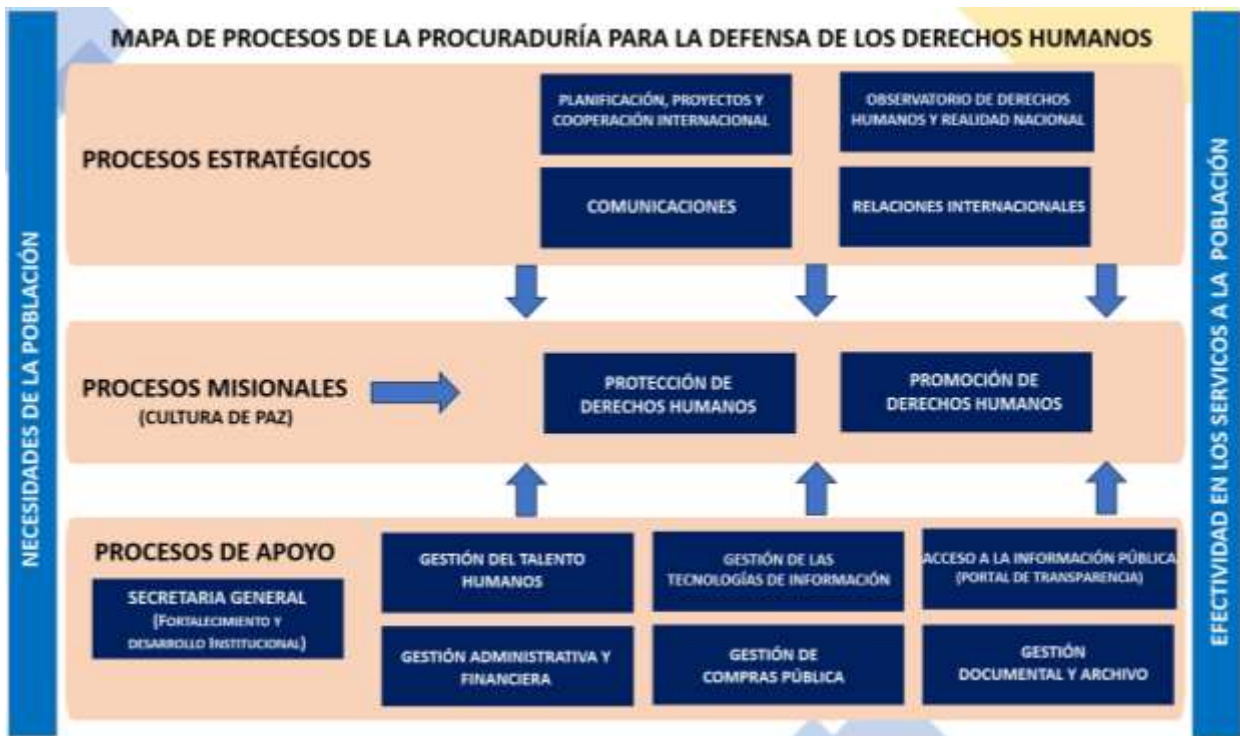 MAPA DE PROCESOS DE LA PROCURADURÍA PARA LA DEFENSA DE LOS DERECHOS HUMANOS
NECESIDADES DE LA POBLACIÓN
PROCESOS ESTRATÉGICOS
PLANIFICACIÓN, PROYECTOS Y
COOPERACIÓN INTERNACIONAL
OBSERVATORIO DE DERECHOS
HUMANOS Y REALIDAD NACIONAL
COMUNICACIONES
RELACIONES INTERNACIONALES
PROCESOS MISIONALES
(CULTURA DE PAZ)
PROTECCIÓN DE
DERECHOS HUMANOS
PROMOCIÓN DE
DERECHOS HUMANOS
PROCESOS DE APOYO
SECRETARIA GENERAL
(FORTALECIMIENTO Y
DESARROLLO INSTITUCIONAL)
GESTIÓN DEL TALENTO
HUMANOS
GESTIÓN DE LAS
TECNOLOGÍAS DE INFORMACIÓN
ACCESO A LA INFORMACIÓN PÚBLICA
(PORTAL DE TRANSPARENCIA)
GESTIÓN ADMINISTRATIVA Y
FINANCIERA
GESTIÓN DE
COMPRAS PÚBLICA
GESTIÓN
DOCUMENTAL Y ARCHIVO
EFECTIVIDAD EN LOS SERVICOS A LA POBLACIÓN